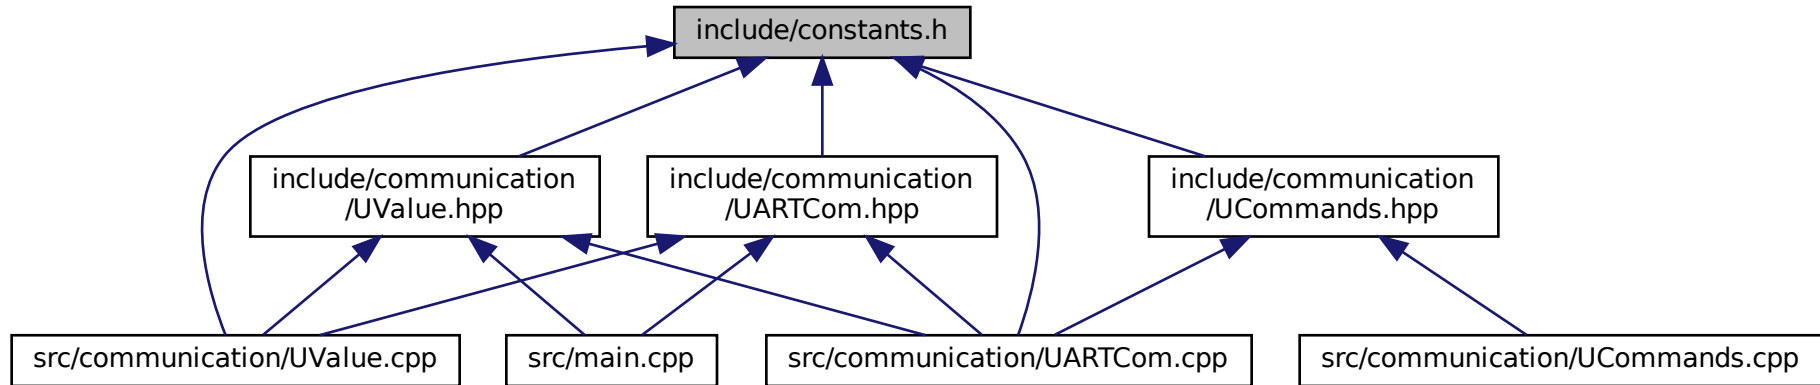 include/constants.h
include/communication
/UValue.hpp
include/communication
/UARTCom.hpp
include/communication
/UCommands.hpp
src/communication/UValue.cpp
src/main.cpp
src/communication/UARTCom.cpp
src/communication/UCommands.cpp